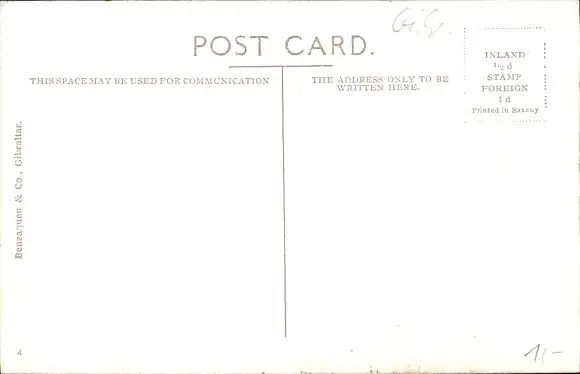 Gib.
POST CARD.
THIS SPACE MAY BE USED FOR COMMUNICATION
THE ADDRESS ONLY TO BE
WRITTEN HERE.
INLAND
½ d
STAMP
FOREIGN
1 d
Printed in Saxony
Benzaquen & Co., Gibraltar.
4
1,-